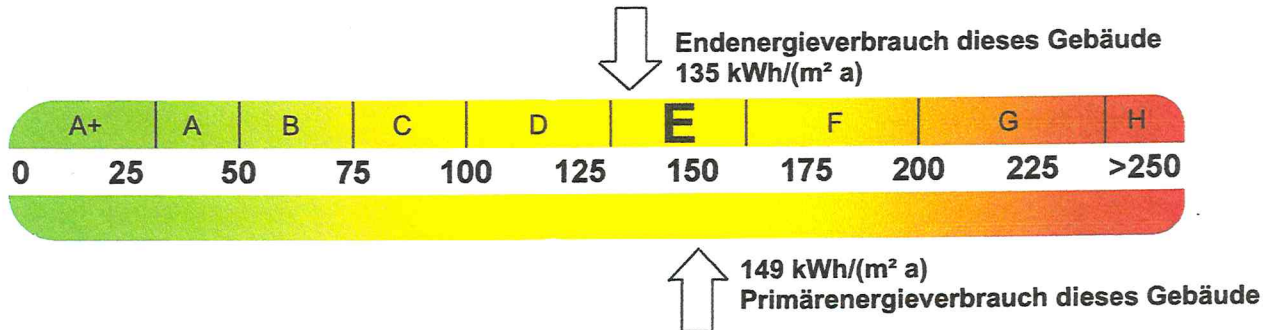 Endenergieverbrauch dieses Gebäude
135 kWh/(m² a)
A+ A B C D E F G H
0 25 50 75 100 125 150 175 200 225 >250
149 kWh/(m² a)
Primärenergieverbrauch dieses Gebäude